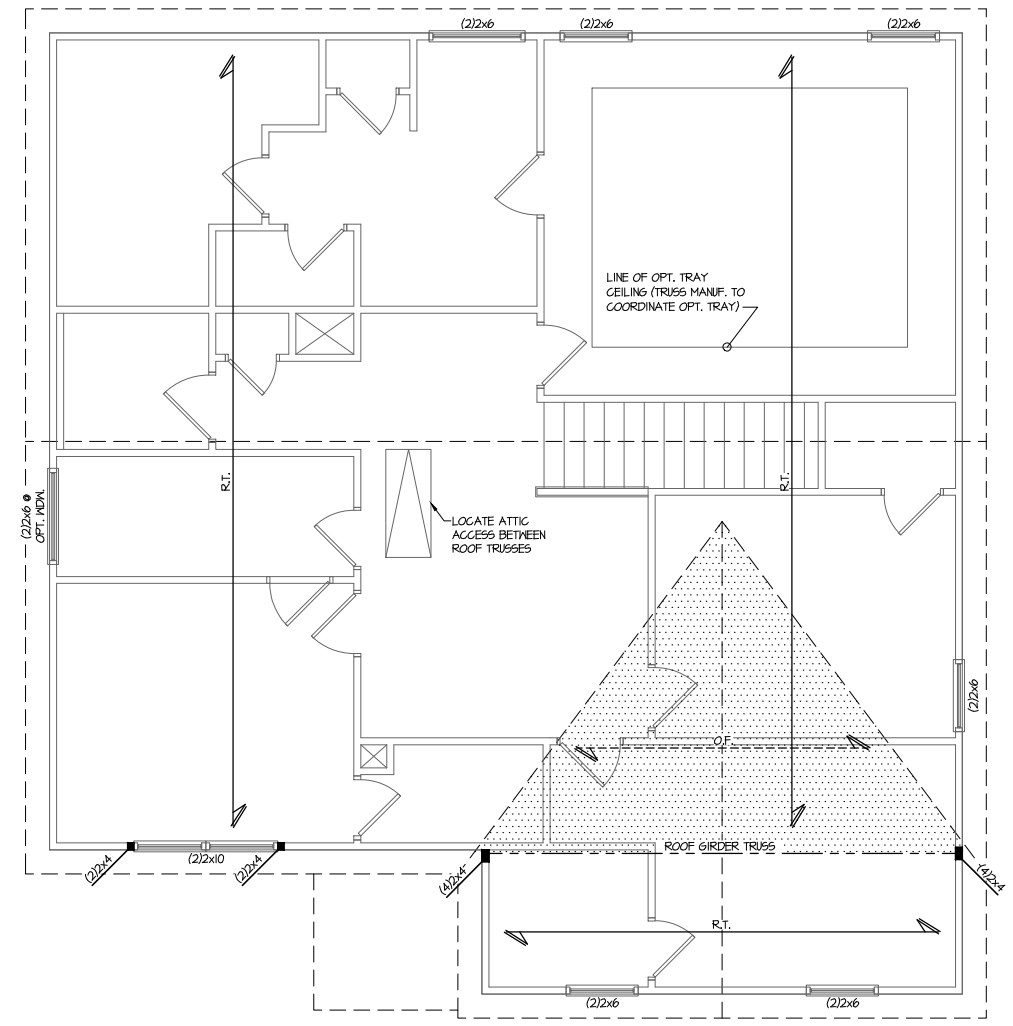 (2)2x6
(2)2x6
(2)2x6
LINE OF OPT. TRAY
CEILING (TRUSS MANUF. TO
COORDINATE OPT. TRAY)
R.T.
R.T.
(2)2x6 @
OPT. WDW.
LOCATE ATTIC
ACCESS BETWEEN
ROOF TRUSSES
(2)2x6
O.F.
ROOF GIRDER TRUSS
(2)2x4
(2)2x10
(2)2x4
(4)2x4
(4)2x4
R.T.
(2)2x6
(2)2x6